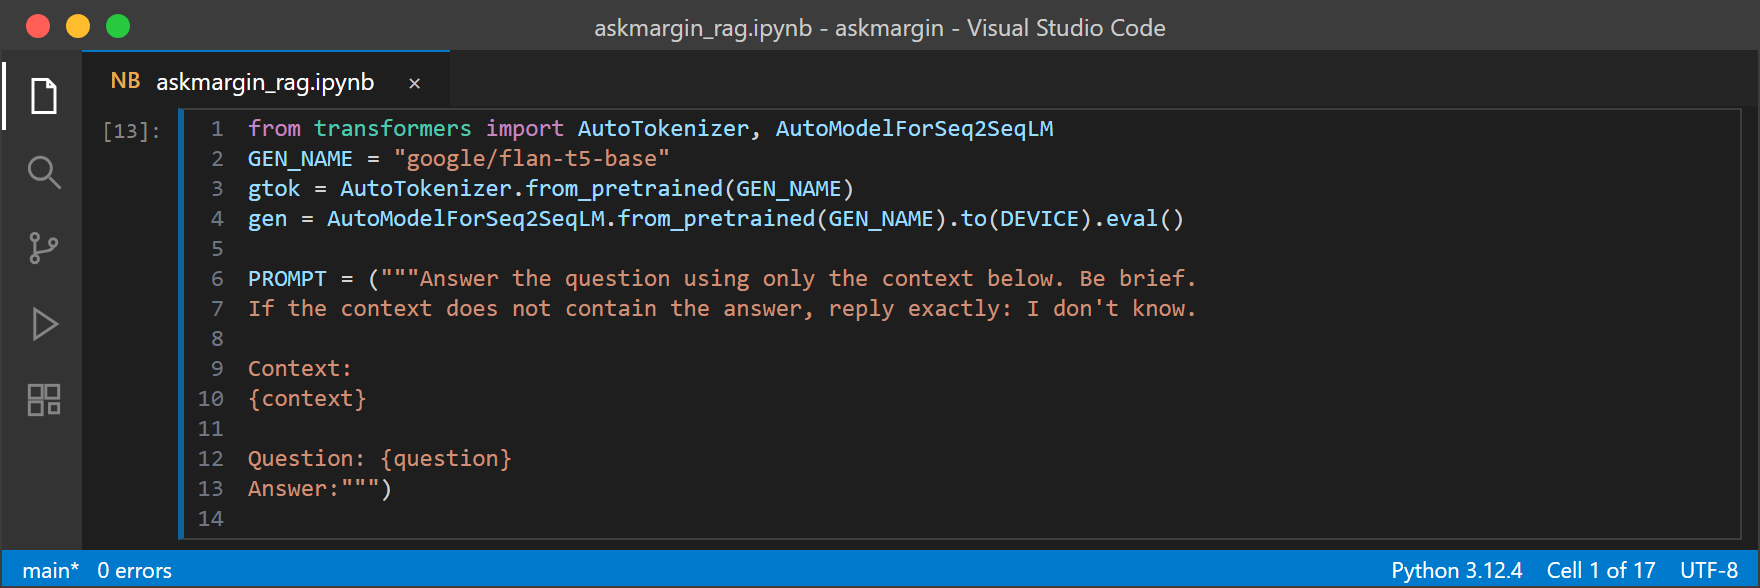 askmargin_rag.ipynb - askmargin - Visual Studio Code
NB askmargin_rag.ipynb ×
[13]:
1 from transformers import AutoTokenizer, AutoModelForSeq2SeqLM
2 GEN_NAME = "google/flan-t5-base"
3 gtok = AutoTokenizer.from_pretrained(GEN_NAME)
4 gen = AutoModelForSeq2SeqLM.from_pretrained(GEN_NAME).to(DEVICE).eval()
5
6 PROMPT = ("""Answer the question using only the context below. Be brief.
7 If the context does not contain the answer, reply exactly: I don't know.
8
9 Context:
10 {context}
11
12 Question: {question}
13 Answer:""")
14
main* 0 errors Python 3.12.4 Cell 1 of 17 UTF-8